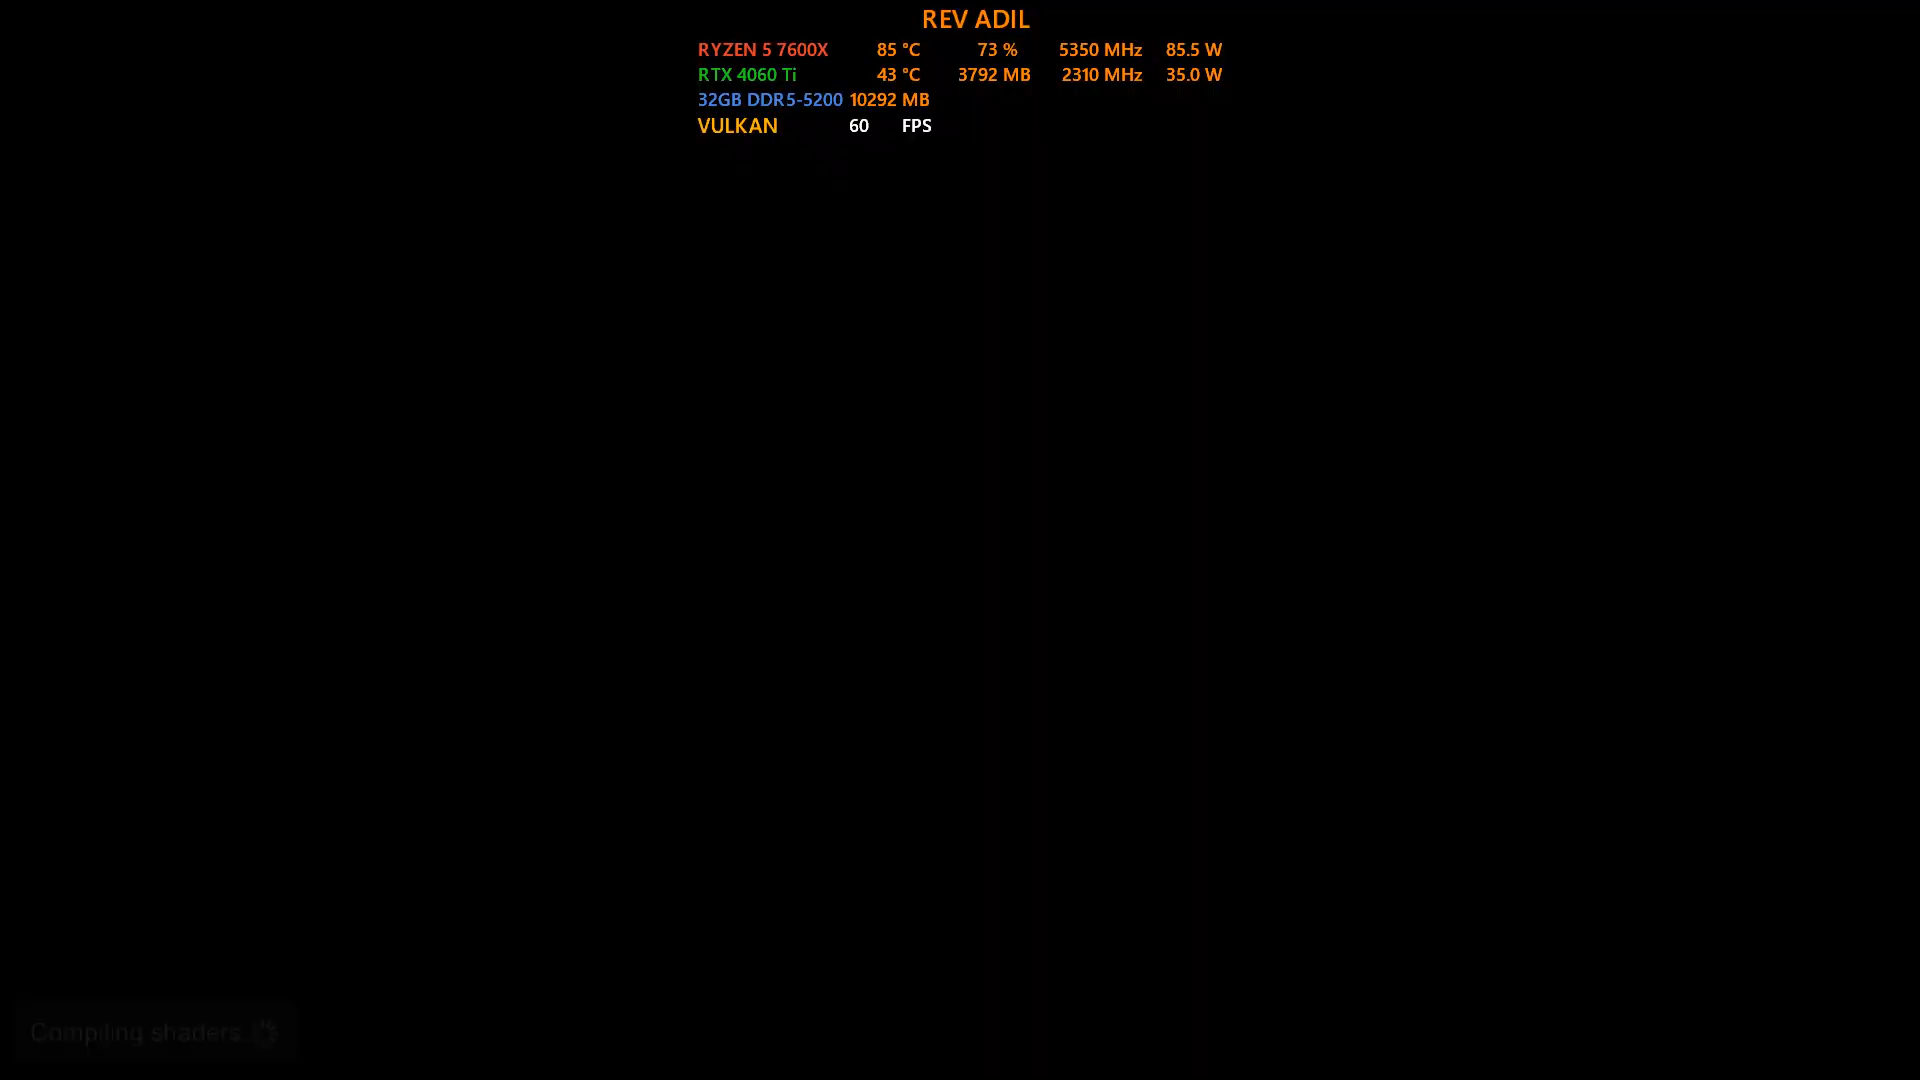 REV ADIL
RYZEN 5 7600X 85 °C 73 % 5350 MHz 85.5 W
RTX 4060 Ti 43 °C 3792 MB 2310 MHz 35.0 W
32GB DDR5-5200 10292 MB
VULKAN 60 FPS
Compiling shaders